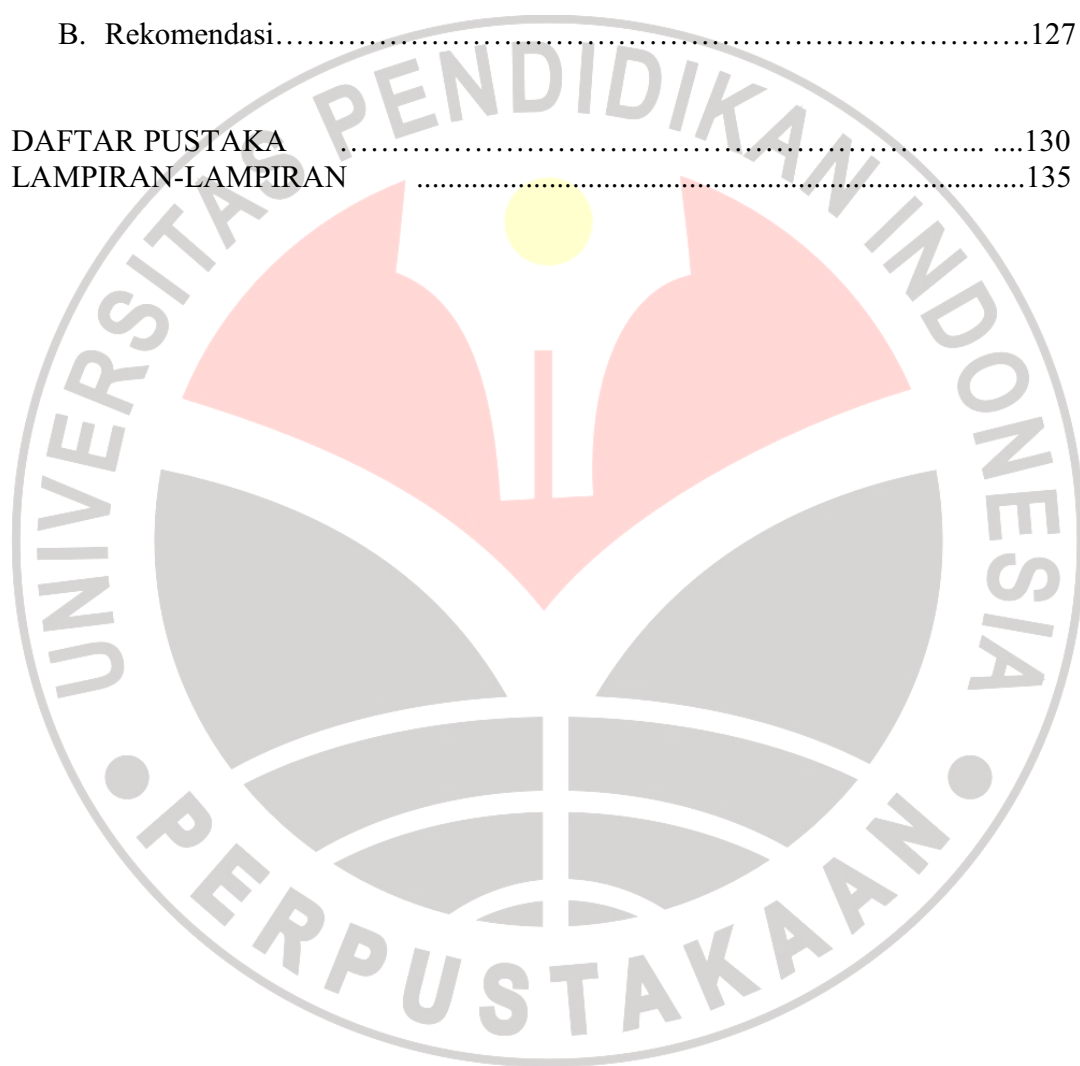 B. Rekomendasi……………………………………………………………………….127
DAFTAR PUSTAKA ……………………………………………………………... ....130
LAMPIRAN-LAMPIRAN ...............................................................................135
UNIVERSITAS PENDIDIKAN INDONESIA
PERPUSTAKAAN